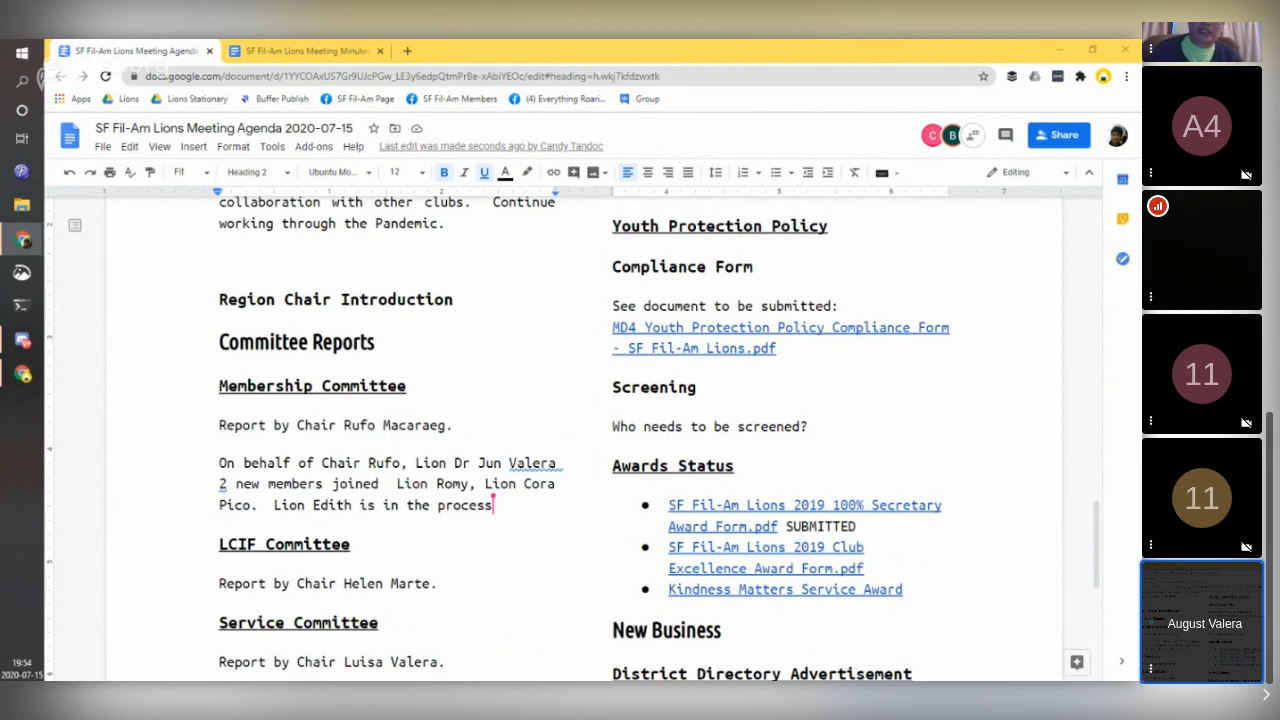 SF Fil-Am Lions Meeting Agenda
SF Fil-Am Lions Meeting Minute
docs.google.com/document/d/1YYCOAxUS7Gr9UJcPGw_LE3y6edpQtmPrBe-xAbiYEOc/edit#heading=h.wkj7kfdzwxtk
Apps Lions Lions Stationary Buffer Publish SF Fil-Am Page SF Fil-Am Members (4) Everything Roari... Group
SF Fil-Am Lions Meeting Agenda 2020-07-15
File Edit View Insert Format Tools Add-ons Help Last edit was made seconds ago by Candy Tandoc
C B Share
Fit Heading 2 Ubuntu Mo... 12 B I U A Editing
1 1 2 4 5 6 7
collaboration with other clubs. Continue
working through the Pandemic.
Region Chair Introduction
Committee Reports
Membership Committee
Report by Chair Rufo Macaraeg.
On behalf of Chair Rufo, Lion Dr Jun Valera
2 new members joined Lion Romy, Lion Cora
Pico. Lion Edith is in the process
LCIF Committee
Report by Chair Helen Marte.
Service Committee
Report by Chair Luisa Valera.
Youth Protection Policy
Compliance Form
See document to be submitted:
MD4 Youth Protection Policy Compliance Form
- SF Fil-Am Lions.pdf
Screening
Who needs to be screened?
Awards Status
● SF Fil-Am Lions 2019 100% Secretary
Award Form.pdf SUBMITTED
● SF Fil-Am Lions 2019 Club
Excellence Award Form.pdf
● Kindness Matters Service Award
New Business
District Directory Advertisement
19:54
2020-07-15
A4
11
11
August Valera